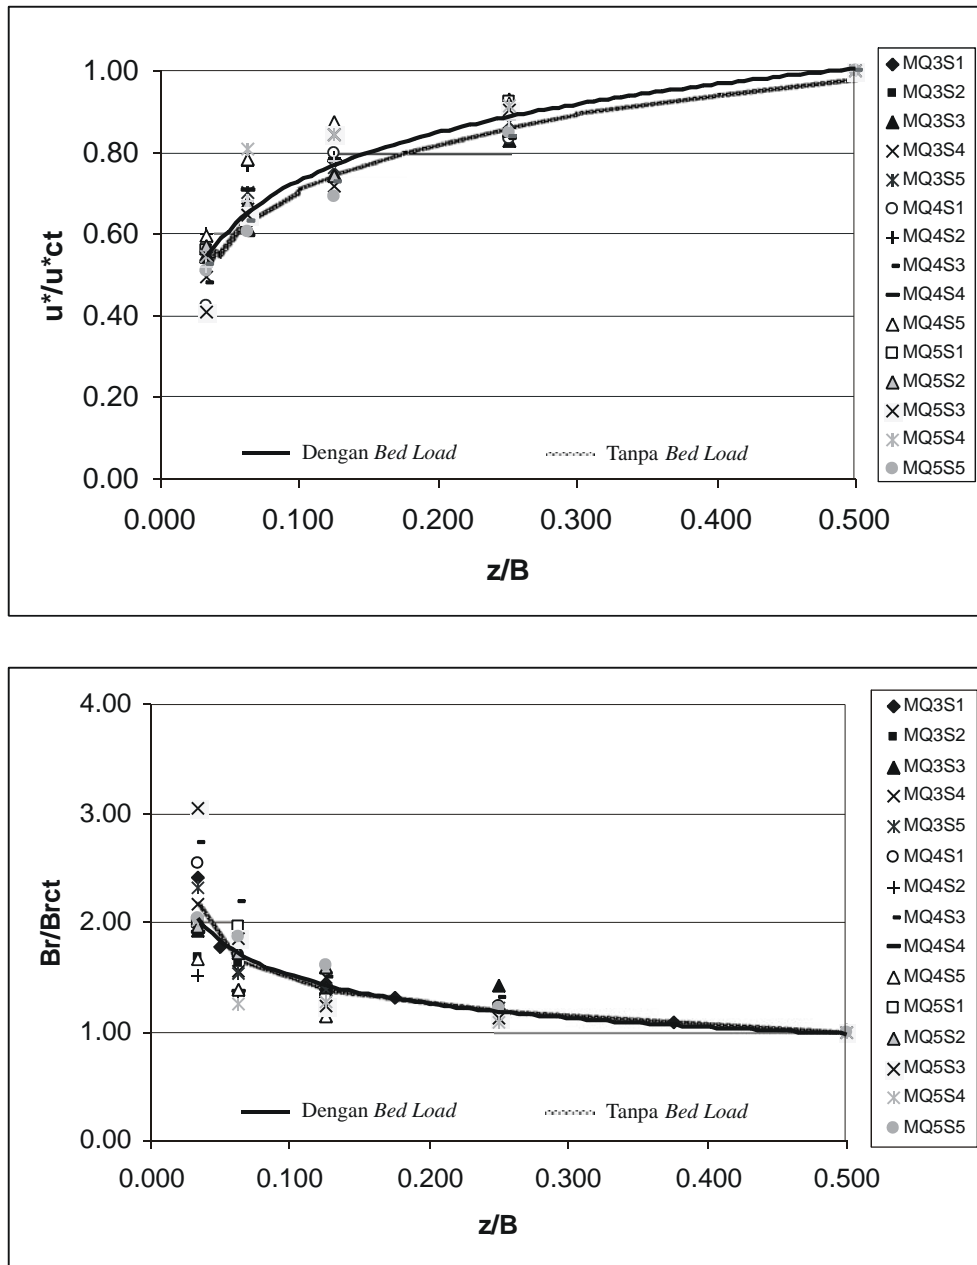 1.00
0.80
0.60
0.40
0.20
0.00
u*/u*ct
Dengan Bed Load
Tanpa Bed Load
0.000
0.100
0.200
0.300
0.400
0.500
z/B
MQ3S1
MQ3S2
MQ3S3
MQ3S4
MQ3S5
MQ4S1
MQ4S2
MQ4S3
MQ4S4
MQ4S5
MQ5S1
MQ5S2
MQ5S3
MQ5S4
MQ5S5
4.00
3.00
2.00
1.00
0.00
Br/Brct
Dengan Bed Load
Tanpa Bed Load
0.000
0.100
0.200
0.300
0.400
0.500
z/B
MQ3S1
MQ3S2
MQ3S3
MQ3S4
MQ3S5
MQ4S1
MQ4S2
MQ4S3
MQ4S4
MQ4S5
MQ5S1
MQ5S2
MQ5S3
MQ5S4
MQ5S5